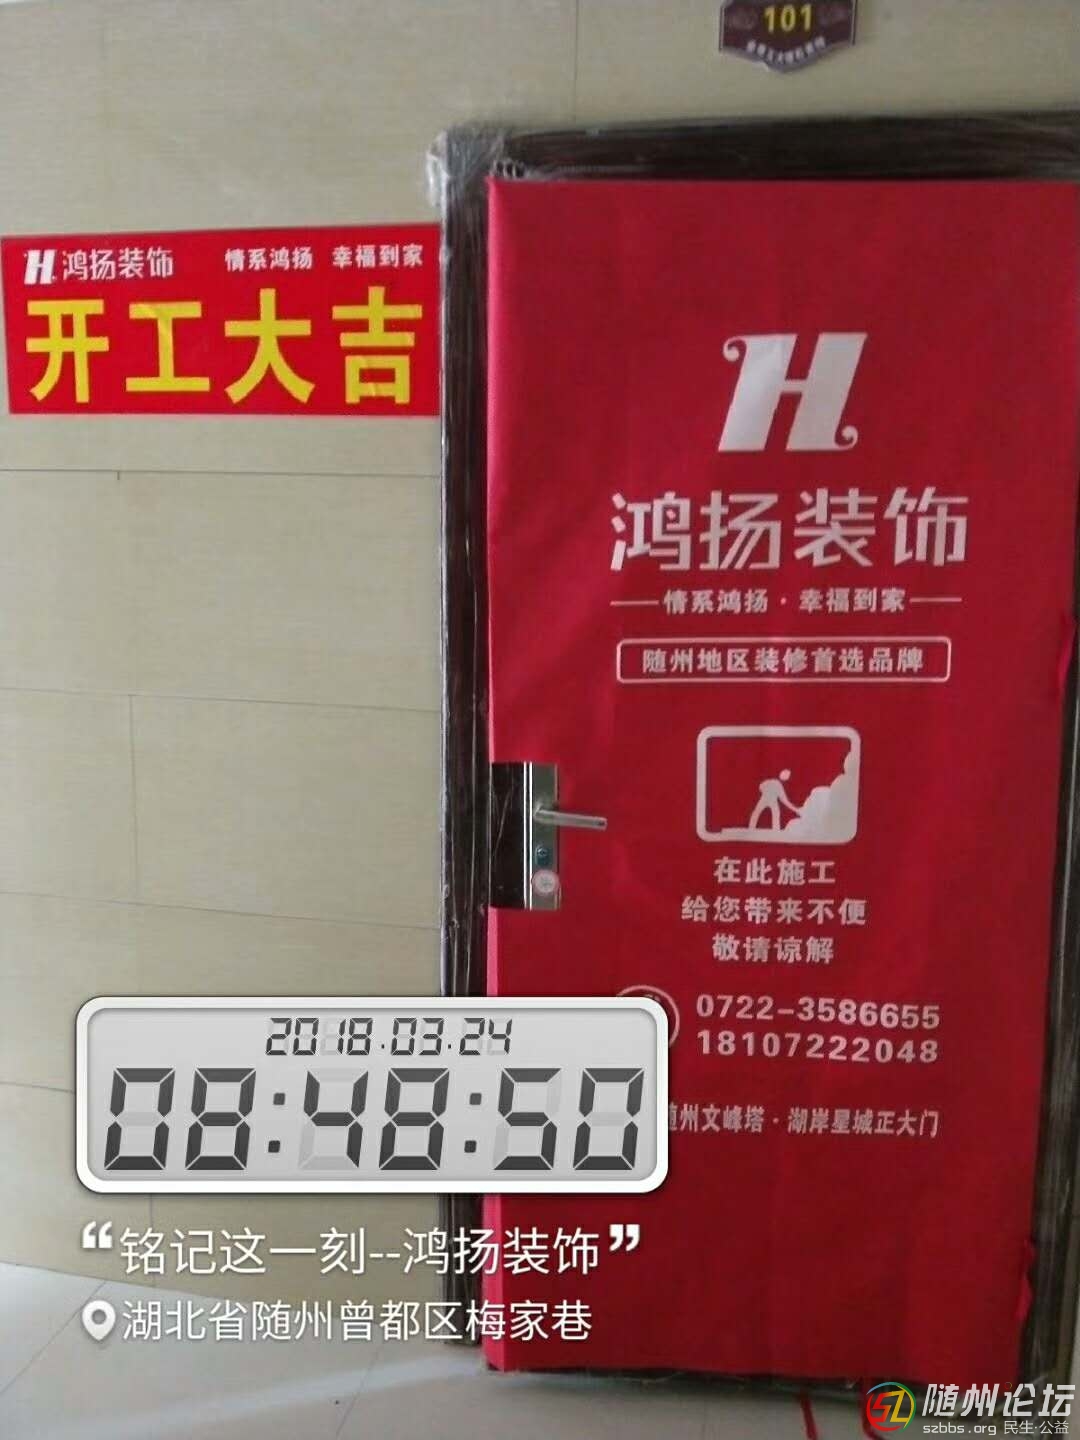 101
H 鸿扬装饰 情系鸿扬 幸福到家
开工大吉
H
鸿扬装饰
情系鸿扬·幸福到家
随州地区装修首选品牌
在此施工
给您带来不便
敬请谅解
0722-3586655
18107222048
随州文峰塔·湖岸星城正大门
2018.03.24
08:48:50
“铭记这一刻--鸿扬装饰”
湖北省随州曾都区梅家巷
随州论坛
szbbs.org 民生·公益